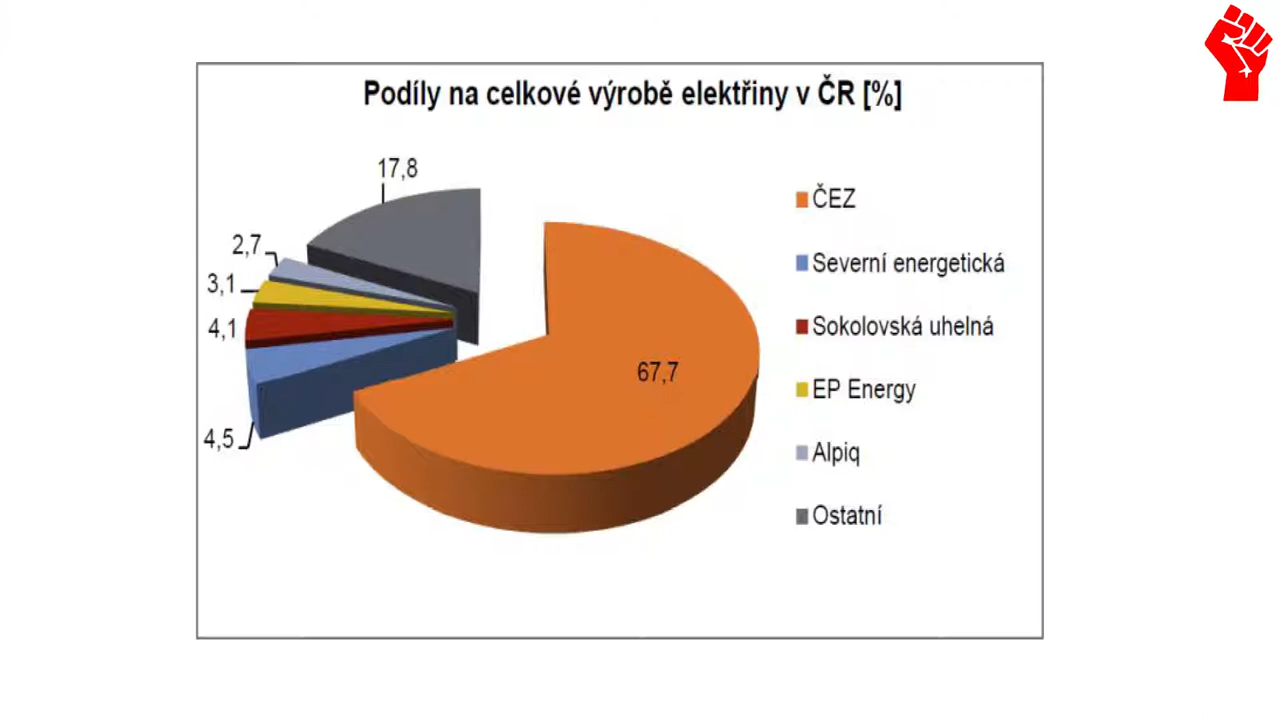 Podíly na celkové výrobě elektřiny v ČR [%]
17,8
2,7
3,1
4,1
4,5
67,7
ČEZ
Severní energetická
Sokolovská uhelná
EP Energy
Alpiq
Ostatní